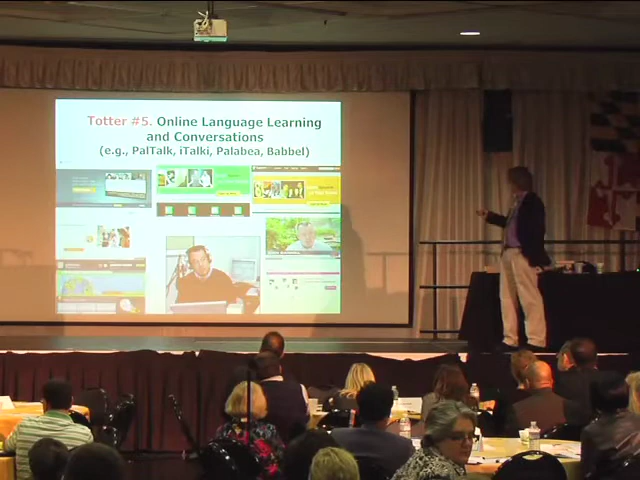 Totter #5. Online Language Learning
and Conversations
(e.g., PalTalk, iTalki, Palabea, Babbel)